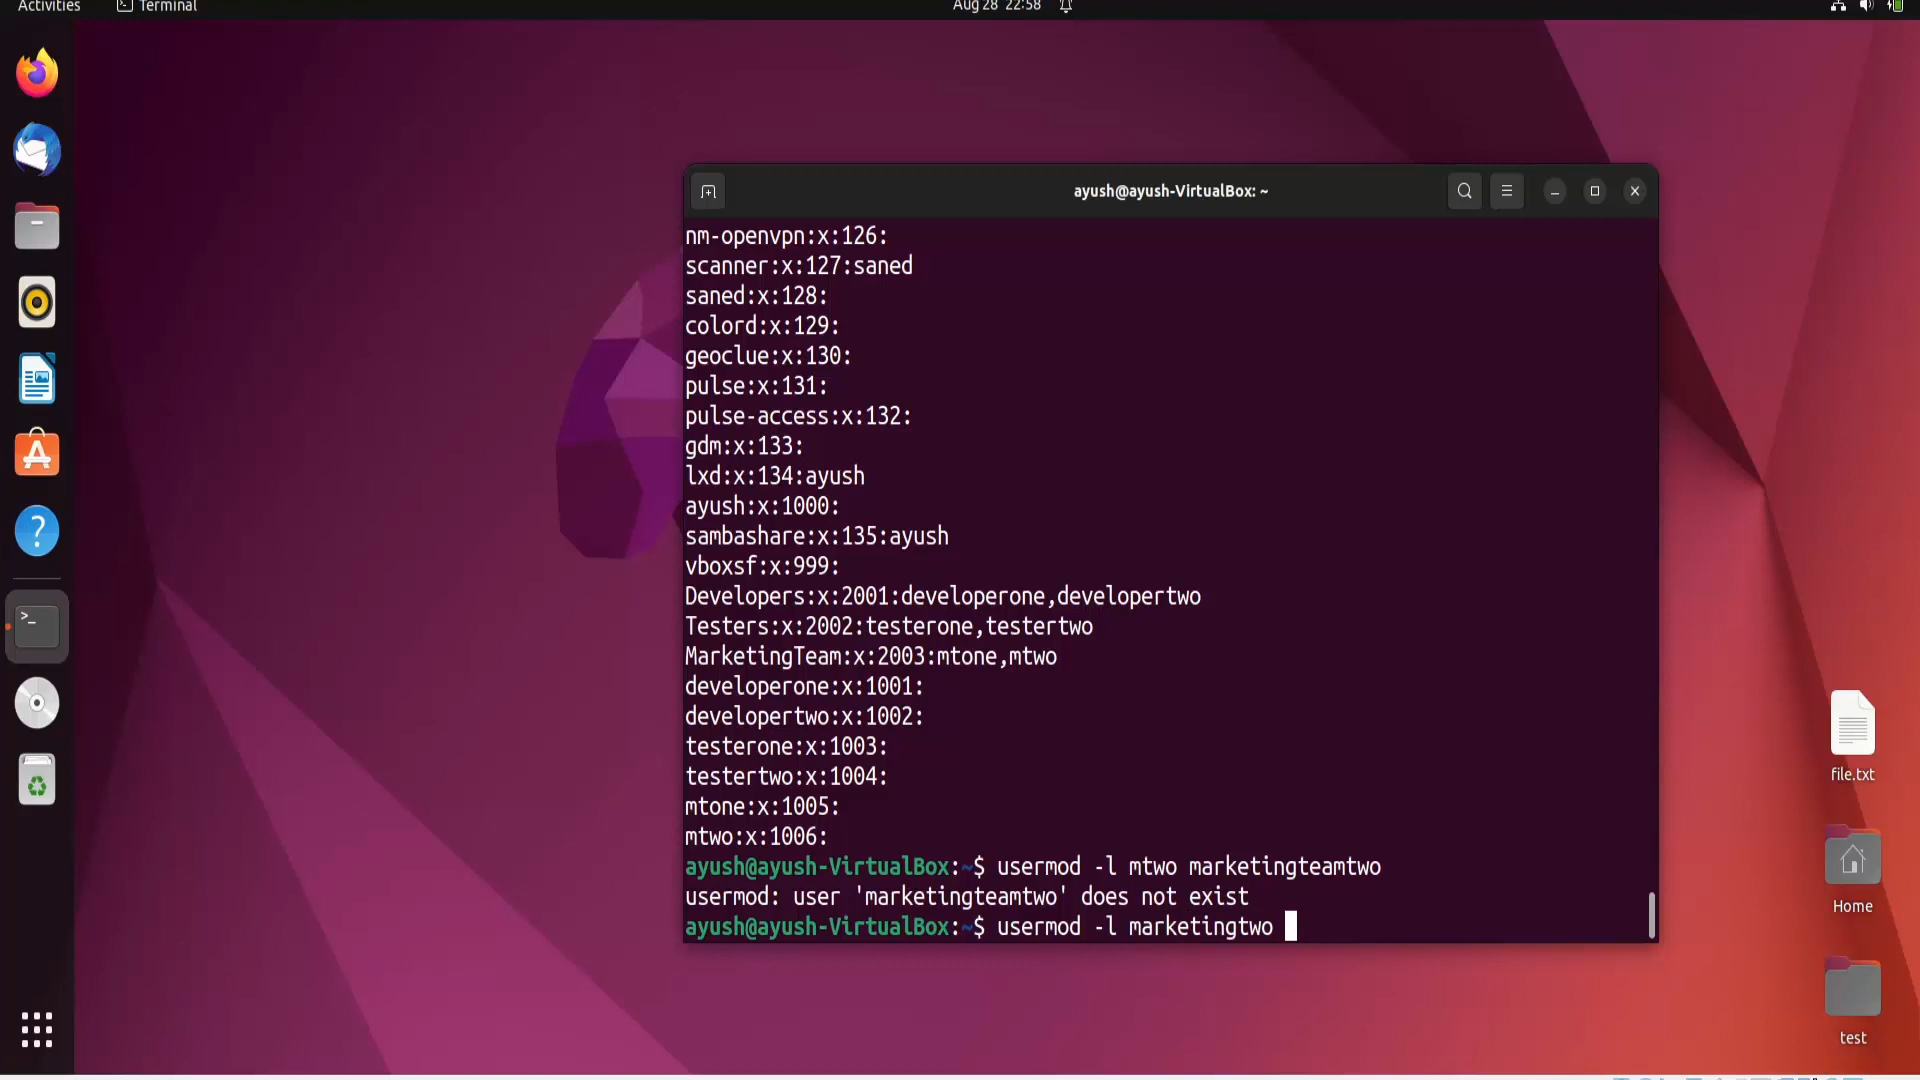 Activities
Terminal
Aug 28 22:58
ayush@ayush-VirtualBox: ~
nm-openvpn:x:126:
scanner:x:127:saned
saned:x:128:
colord:x:129:
geoclue:x:130:
pulse:x:131:
pulse-access:x:132:
gdm:x:133:
lxd:x:134:ayush
ayush:x:1000:
sambashare:x:135:ayush
vboxsf:x:999:
Developers:x:2001:developerone,developertwo
Testers:x:2002:testerone,testertwo
MarketingTeam:x:2003:mtone,mtwo
developerone:x:1001:
developertwo:x:1002:
testerone:x:1003:
testertwo:x:1004:
mtone:x:1005:
mtwo:x:1006:
ayush@ayush-VirtualBox:~$ usermod -l mtwo marketingteamtwo
usermod: user 'marketingteamtwo' does not exist
ayush@ayush-VirtualBox:~$ usermod -l marketingtwo
file.txt
Home
test